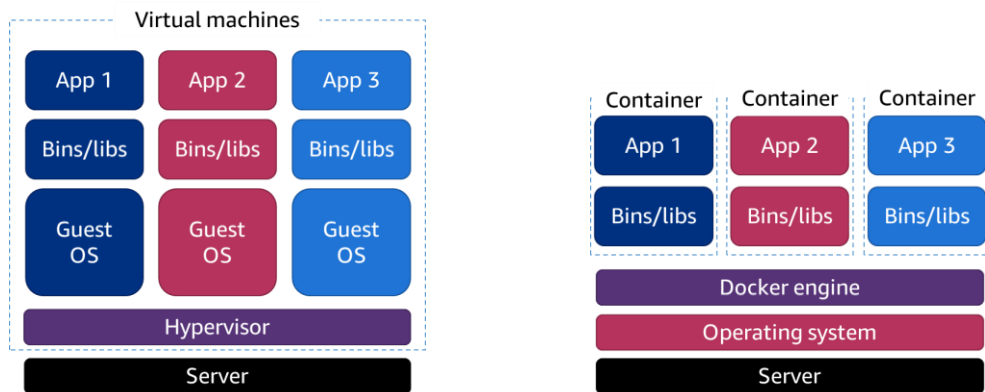 Virtual machines
App 1
App 2
App 3
Bins/libs
Bins/libs
Bins/libs
Guest
OS
Guest
OS
Guest
OS
Hypervisor
Server
Container
Container
Container
App 1
App 2
App 3
Bins/libs
Bins/libs
Bins/libs
Docker engine
Operating system
Server